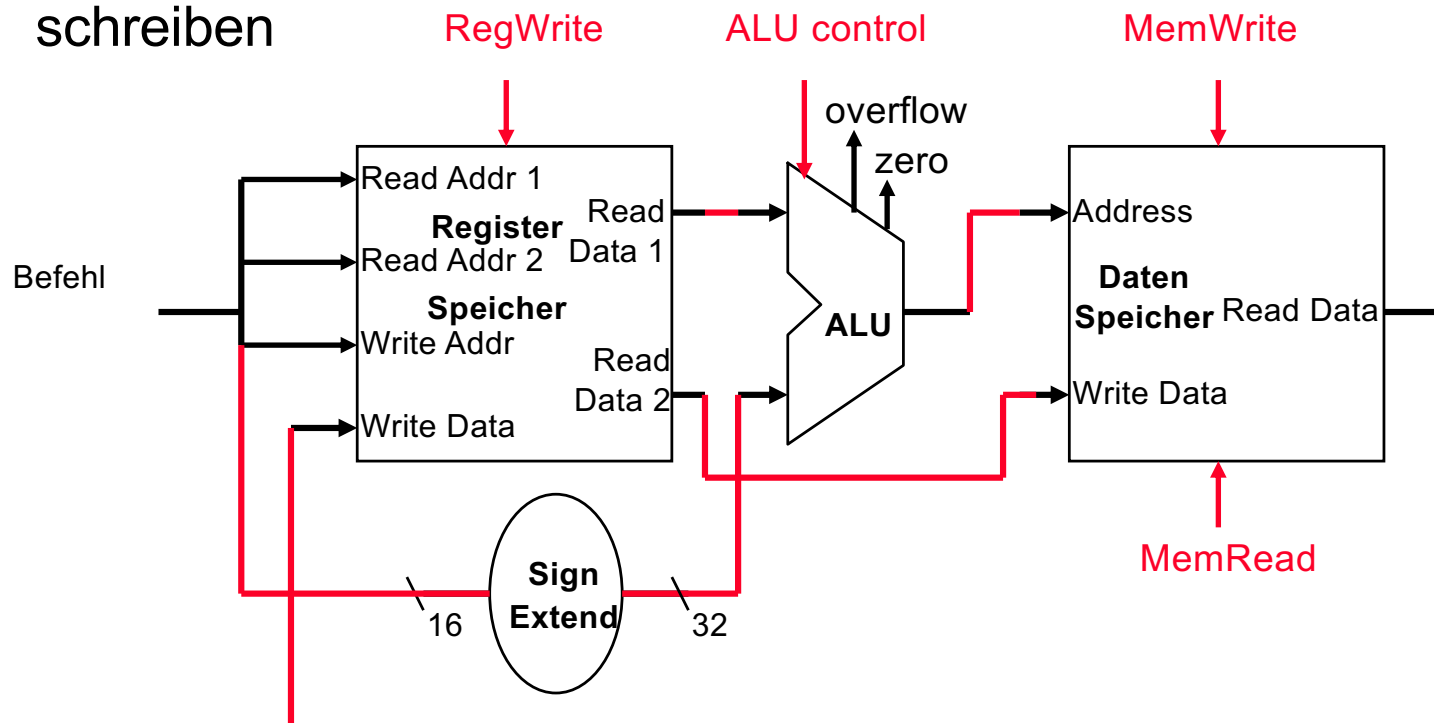 schreiben
RegWrite
ALU control
MemWrite
overflow
zero
Befehl
Read Addr 1
Register
Read Addr 2
Speicher
Write Addr
Write Data
Read
Data 1
Read
Data 2
ALU
Address
Daten
Speicher
Read Data
Write Data
MemRead
Sign
Extend
16
32